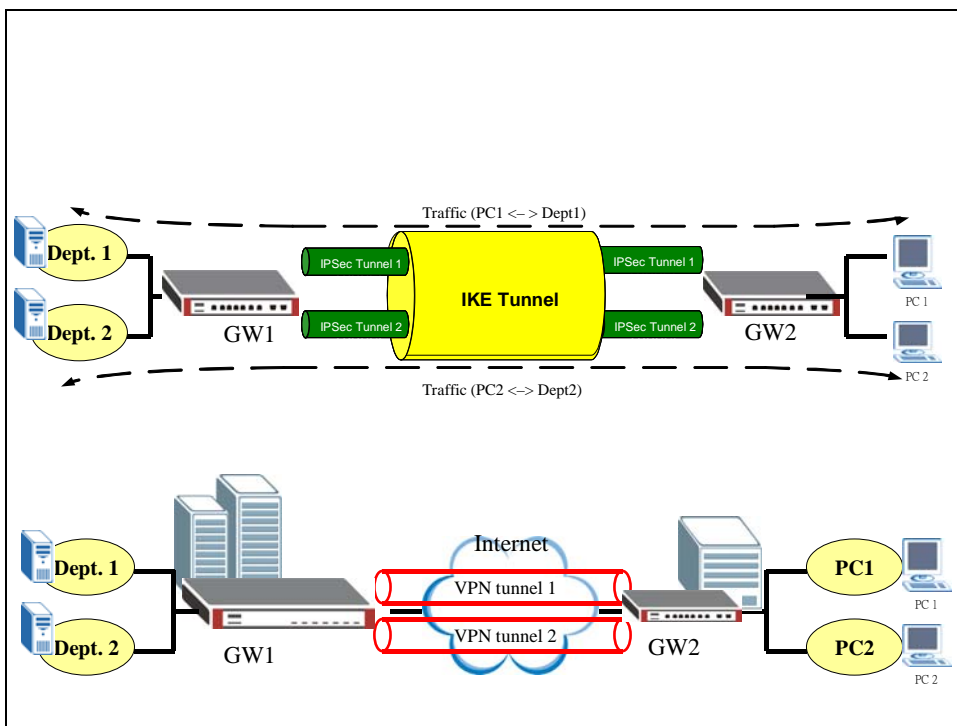 Traffic (PC1 <–> Dept1)
Dept. 1
IPSec Tunnel 1
IPSec Tunnel 1
IKE Tunnel
PC 1
Dept. 2
GW1
IPSec Tunnel 2
IPSec Tunnel 2
GW2
PC 2
Traffic (PC2 <–> Dept2)
Internet
Dept. 1
VPN tunnel 1
PC1
PC 1
Dept. 2
GW1
VPN tunnel 2
GW2
PC2
PC 2